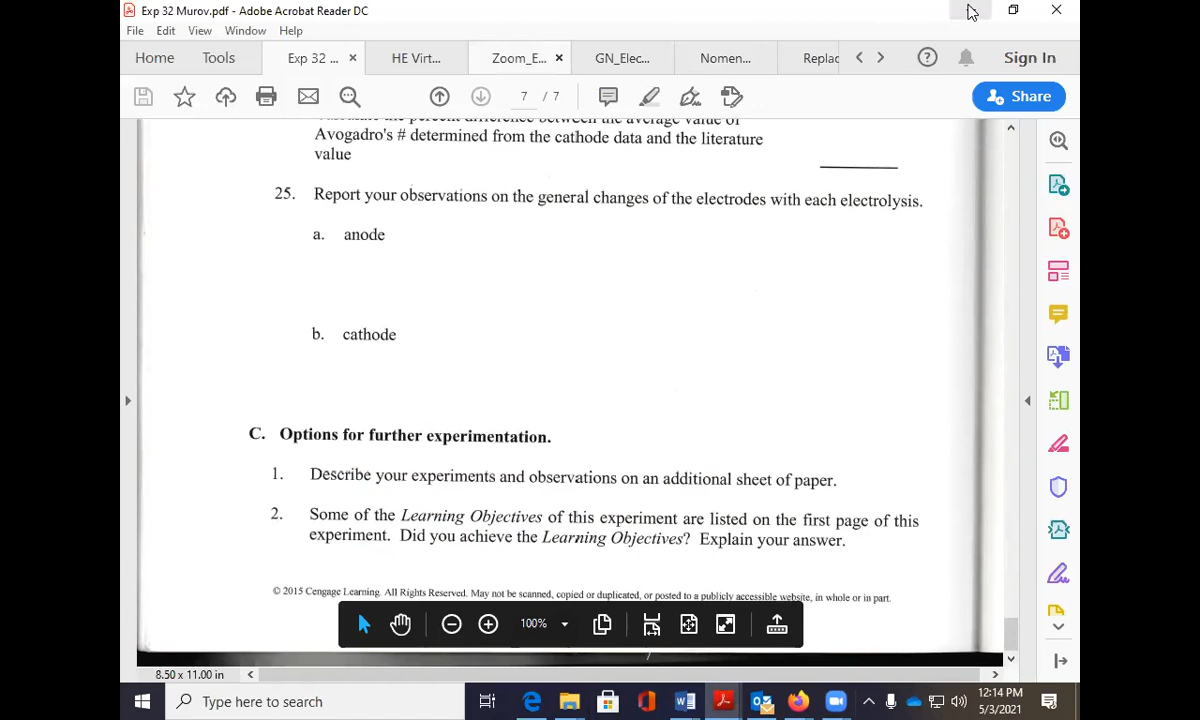 Exp 32 Murov.pdf - Adobe Acrobat Reader DC
File Edit View Window Help
Home Tools Exp 32 ... × HE Virt... Zoom_E... × GN_Elec... Nomen... Replac Sign In
7 / 7 Share
percent difference between the average value of
Avogadro's # determined from the cathode data and the literature
value
25. Report your observations on the general changes of the electrodes with each electrolysis.
a. anode
b. cathode
C. Options for further experimentation.
1. Describe your experiments and observations on an additional sheet of paper.
2. Some of the Learning Objectives of this experiment are listed on the first page of this
experiment. Did you achieve the Learning Objectives? Explain your answer.
© 2015 Cengage Learning. All Rights Reserved. May not be scanned, copied or duplicated, or posted to a publicly accessible website, in whole or in part.
100%
8.50 x 11.00 in
Type here to search
12:14 PM
5/3/2021